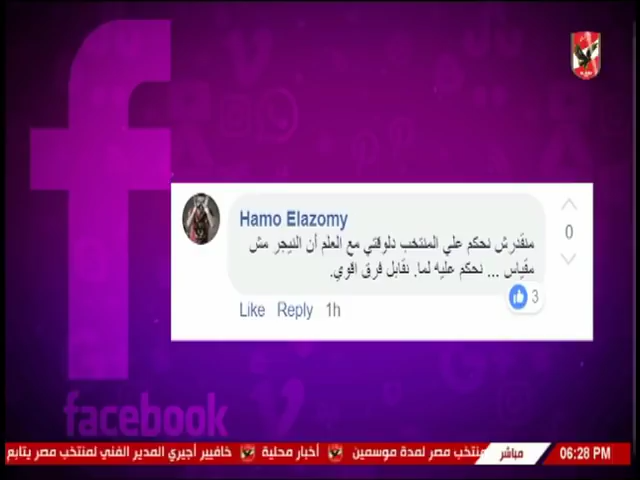 Hamo Elazomy
منقدرش نحكم علي المنتخب دلوقتي مع العلم أن النيجر مش
مقياس ... نحكم عليه لما. نقابل فرق اقوي.
0
3
Like Reply 1h
facebook
06:28 PM
مباشر
منتخب مصر لمدة موسمين أخبار محلية خافيير أجيري المدير الفني لمنتخب مصر يتابع